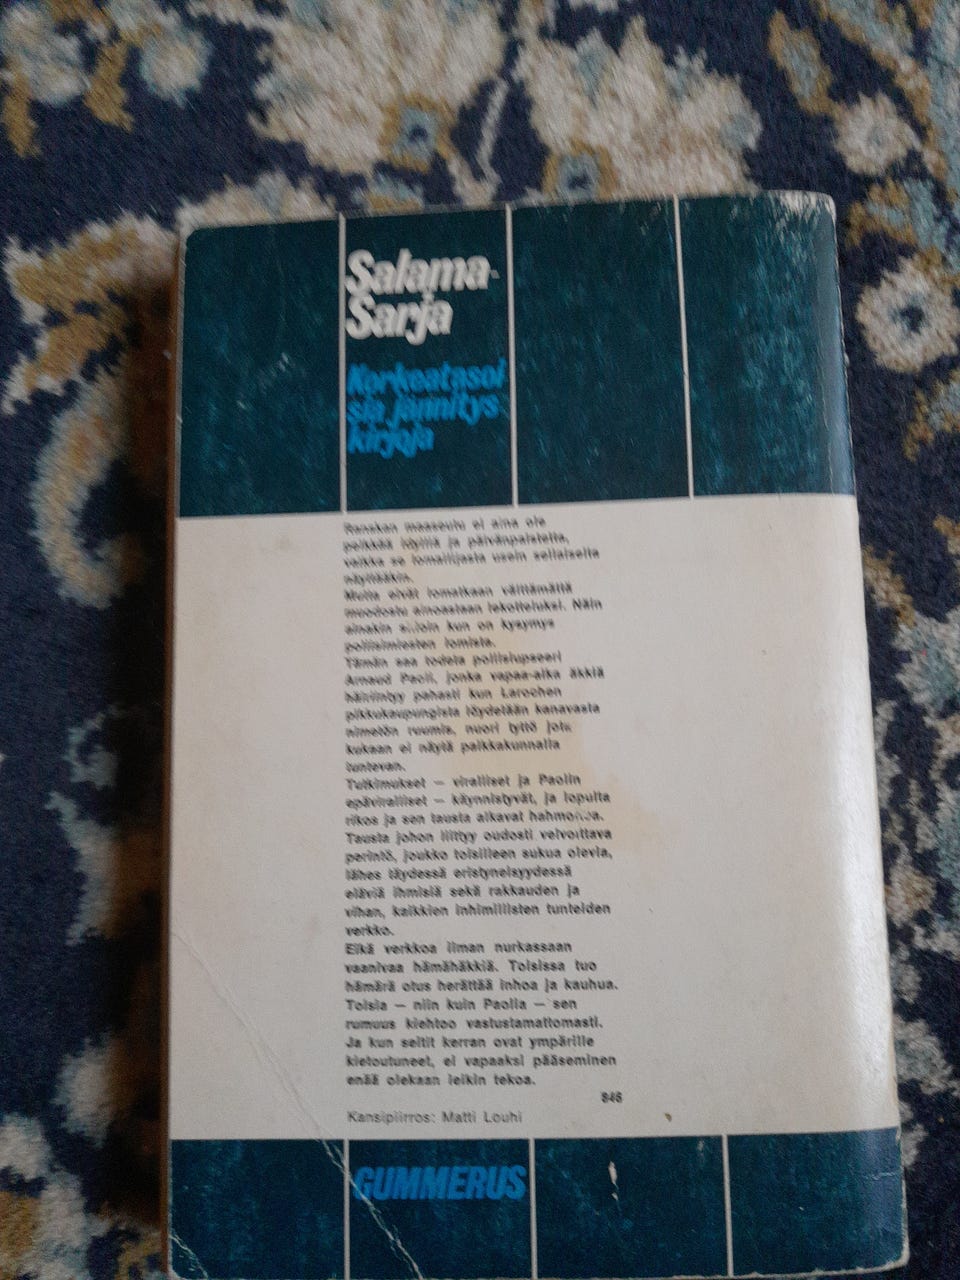 Salama-
Sarja
Korkeatasoi
sia jännitys
kirjoja
Ranskan maaseutu ei aina ole
pelkkää idylliä ja päivänpaistetta,
vaikka se lomailijasta usein sellaiselta
näyttääkin.
Mutta eivät lomatkaan välttämättä
muodostu ainoastaan lekotteluksi. Näin
ainakin silloin kun on kysymys
poliisimiesten lomista.
Tämän saa todeta poliisiupseeri
Arnaud Paoli, jonka vapaa-aika äkkiä
häiriintyy pahasti kun Larochen
pikkukaupungista löydetään kanavasta
nimetön ruumis, nuori tyttö jota
kukaan ei näytä paikkakunnalla
tuntevan.
Tutkimukset — viralliset ja Paolin
epäviralliset — käynnistyvät, ja lopulta
rikos ja sen tausta alkavat hahmottua.
Tausta johon liittyy oudosti velvoittava
perintö, joukko toisilleen sukua olevia,
lähes täydessä eristyneisyydessä
eläviä ihmisiä sekä rakkauden ja
vihan, kaikkien inhimillisten tunteiden
verkko.
Eikä verkkoa ilman nurkassaan
vaanivaa hämähäkkiä. Toisissa tuo
hämärä otus herättää inhoa ja kauhua.
Toisia — niin kuin Paolia — sen
rumuus kiehtoo vastustamattomasti.
Ja kun seitit kerran ovat ympärille
kietoutuneet, ei vapaaksi pääseminen
enää olekaan leikin tekoa.
846
Kansipiirros: Matti Louhi
GUMMERUS